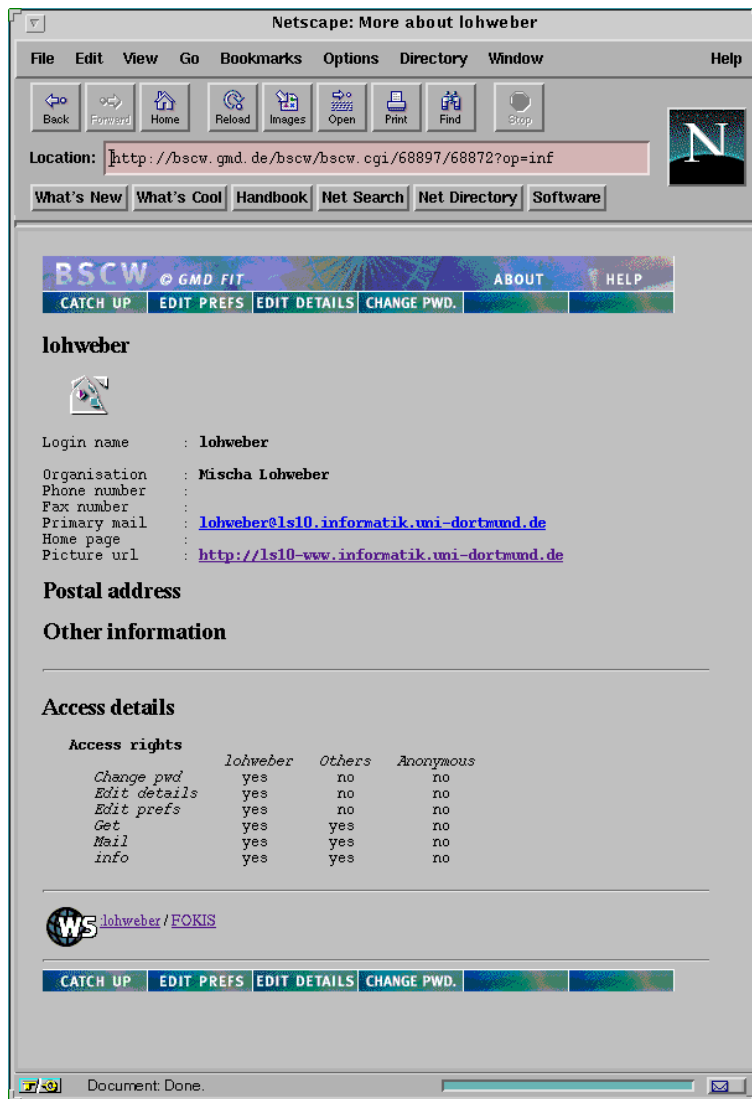 Netscape: More about lohweber
File Edit View Go Bookmarks Options Directory Window Help
Back Forward Home Reload Images Open Print Find Stop
N
Location: http://bscw.gmd.de/bscw/bscw.cgi/68897/68872?op=inf
What's New What's Cool Handbook Net Search Net Directory Software
BSCW © GMD FIT ABOUT HELP
CATCH UP EDIT PREFS EDIT DETAILS CHANGE PWD.
lohweber
Login name : lohweber
Organisation : Mischa Lohweber
Phone number :
Fax number :
Primary mail : lohweber@ls10.informatik.uni-dortmund.de
Home page :
Picture url : http://ls10-www.informatik.uni-dortmund.de
Postal address
Other information
Access details
Access rights
lohweber Others Anonymous
Change pwd yes no no
Edit details yes no no
Edit prefs yes no no
Get yes yes no
Mail yes yes no
info yes yes no
WS :lohweber / FOKIS
CATCH UP EDIT PREFS EDIT DETAILS CHANGE PWD.
Document: Done.